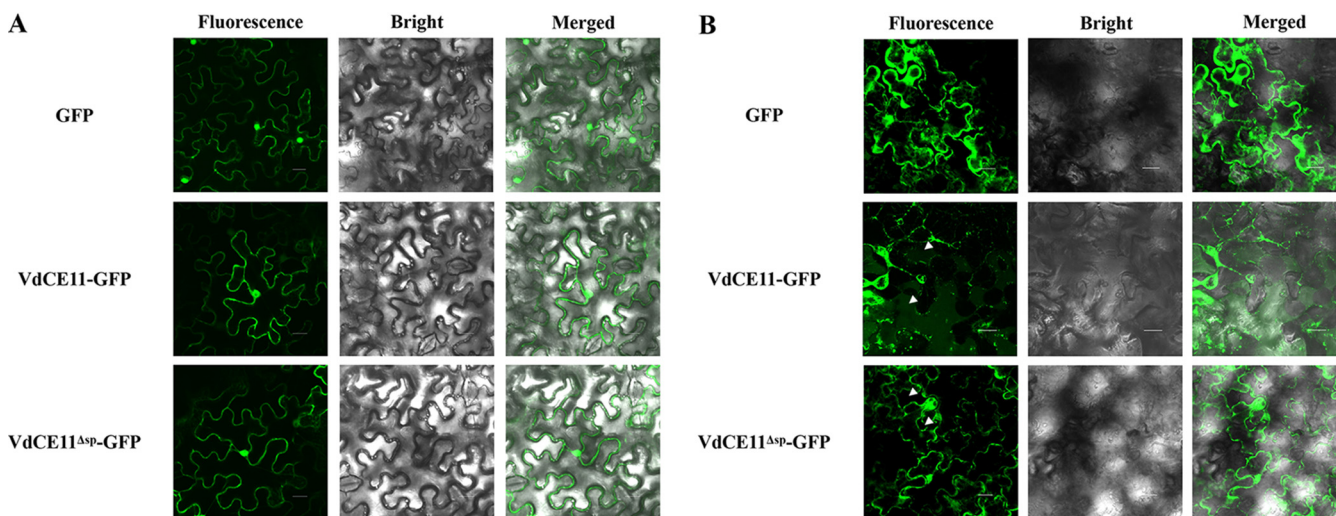 A
Fluorescence Bright Merged
GFP
VdCE11-GFP
VdCE11Δsp-GFP
B
Fluorescence Bright Merged
GFP
VdCE11-GFP
VdCE11Δsp-GFP